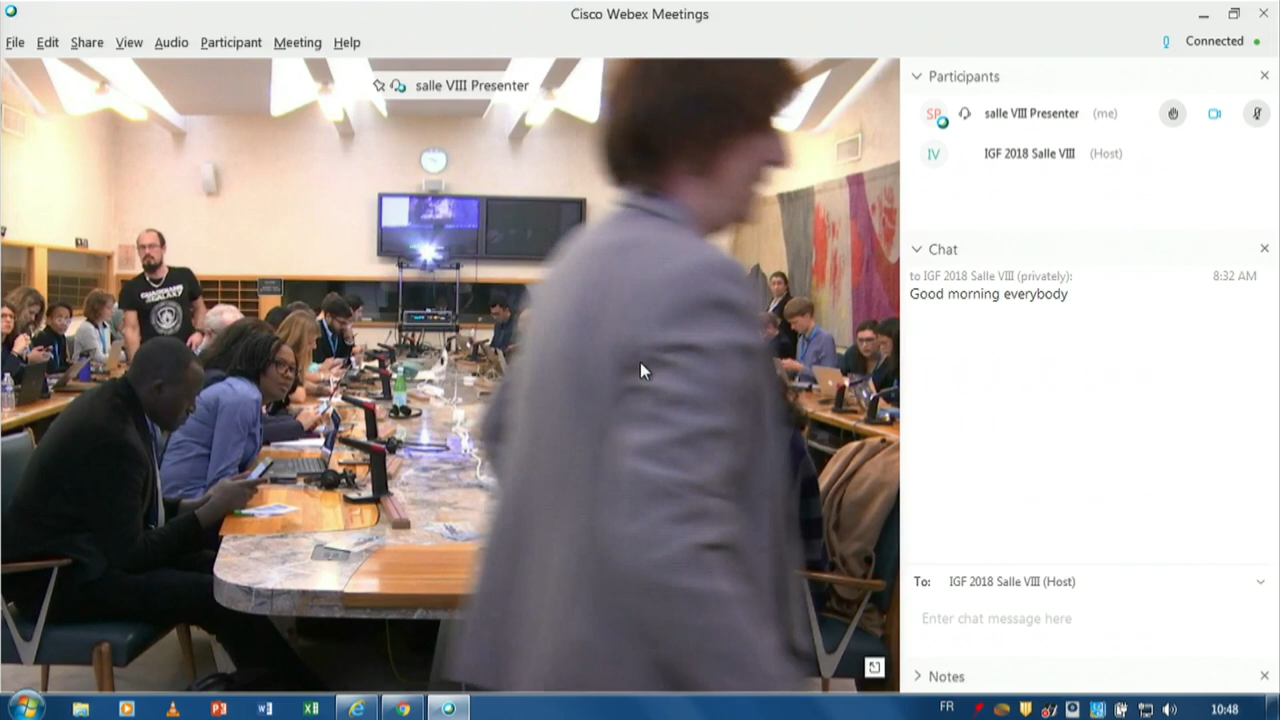 Cisco Webex Meetings
File Edit Share View Audio Participant Meeting Help
Connected
salle VIII Presenter
Participants
SP salle VIII Presenter (me)
IV IGF 2018 Salle VIII (Host)
Chat
to IGF 2018 Salle VIII (privately): 8:32 AM
Good morning everybody
GUARDIANS
GALAXY
To: IGF 2018 Salle VIII (Host)
Enter chat message here
Notes
FR 10:48